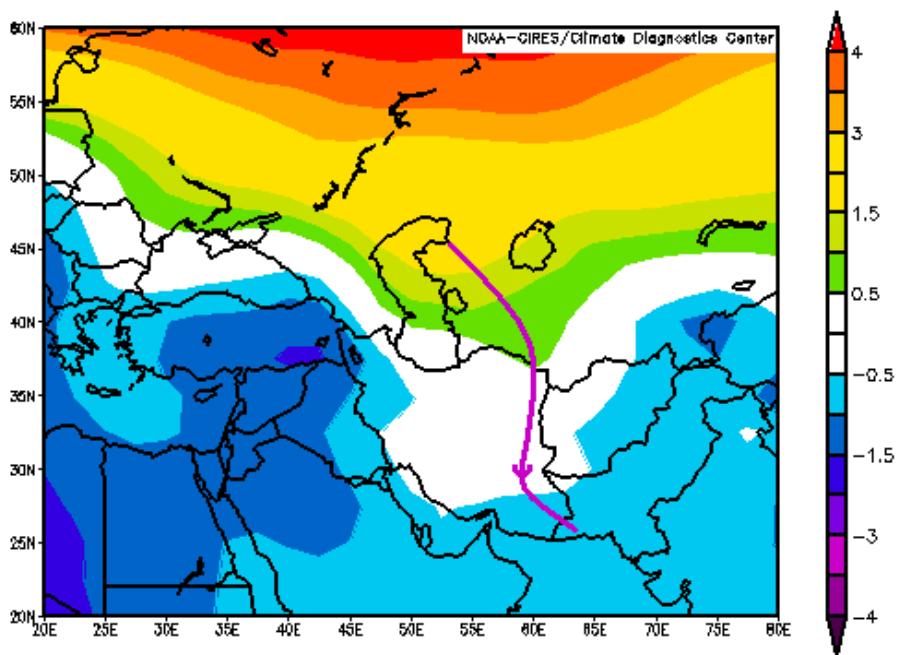 NOAA-CIRES/Climate Diagnostics Center
60N
55N
50N
45N
40N
35N
30N
25N
20N
20E 25E 30E 35E 40E 45E 50E 55E 60E 65E 70E 75E 80E
4
3
1.5
0.5
-0.5
-1.5
-3
-4